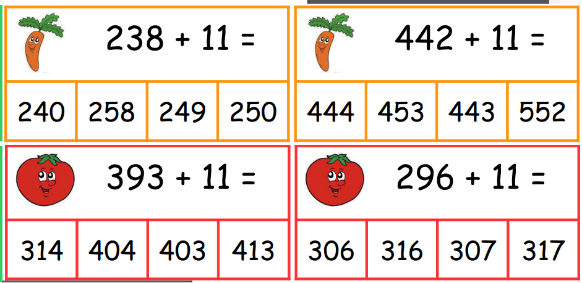 238 + 11 =
240 258 249 250
442 + 11 =
444 453 443 552
393 + 11 =
314 404 403 413
296 + 11 =
306 316 307 317